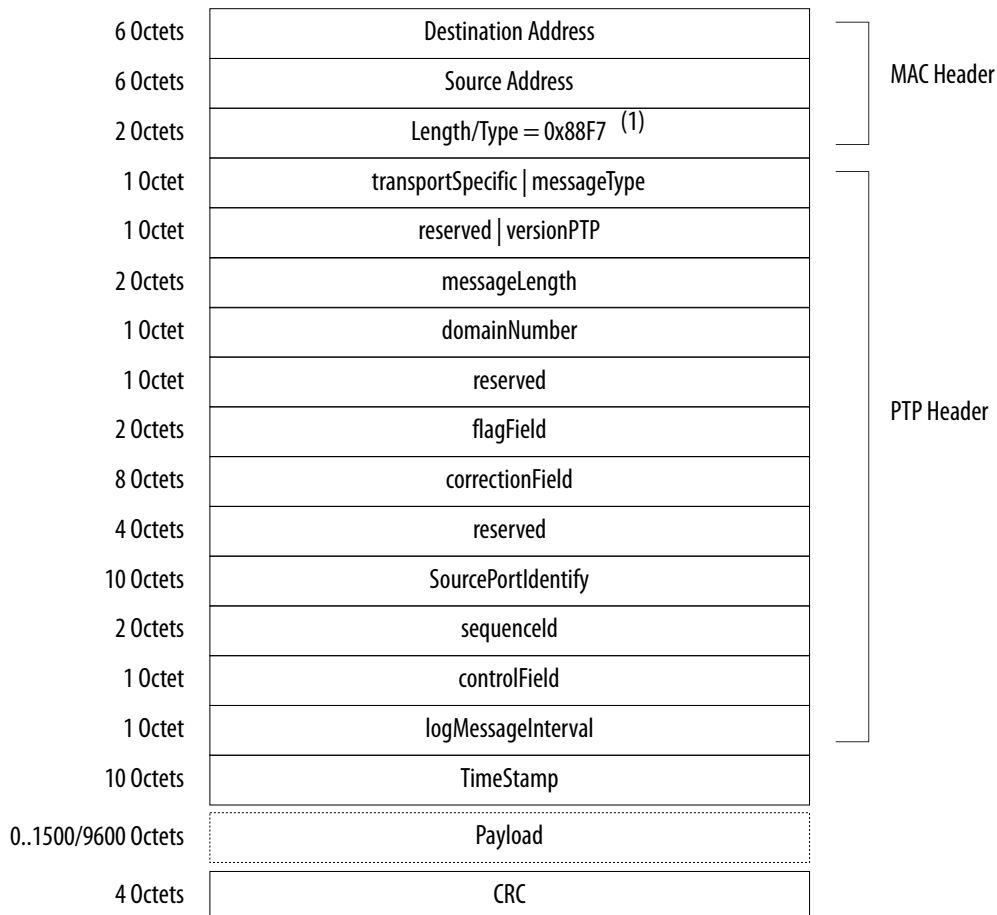 6 Octets Destination Address
MAC Header
6 Octets Source Address
2 Octets Length/Type = 0x88F7 (1)
1 Octet transportSpecific | messageType
1 Octet reserved | versionPTP
2 Octets messageLength
1 Octet domainNumber
1 Octet reserved
PTP Header
2 Octets flagField
8 Octets correctionField
4 Octets reserved
10 Octets SourcePortIdentify
2 Octets sequenceId
1 Octet controlField
1 Octet logMessageInterval
10 Octets TimeStamp
0..1500/9600 Octets Payload
4 Octets CRC